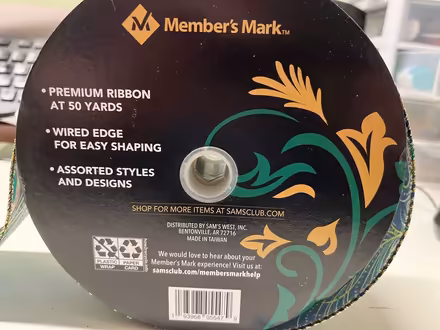 Member's Mark™
• PREMIUM RIBBON
AT 50 YARDS
• WIRED EDGE
FOR EASY SHAPING
• ASSORTED STYLES
AND DESIGNS
SHOP FOR MORE ITEMS AT SAMSCLUB.COM
DISTRIBUTED BY SAM'S WEST, INC.
BENTONVILLE, AR 72716
MADE IN TAIWAN
We would love to hear about your
Member's Mark experience! Visit us at:
samsclub.com/membersmarkhelp
PLASTIC PAPER
WRAP CARD